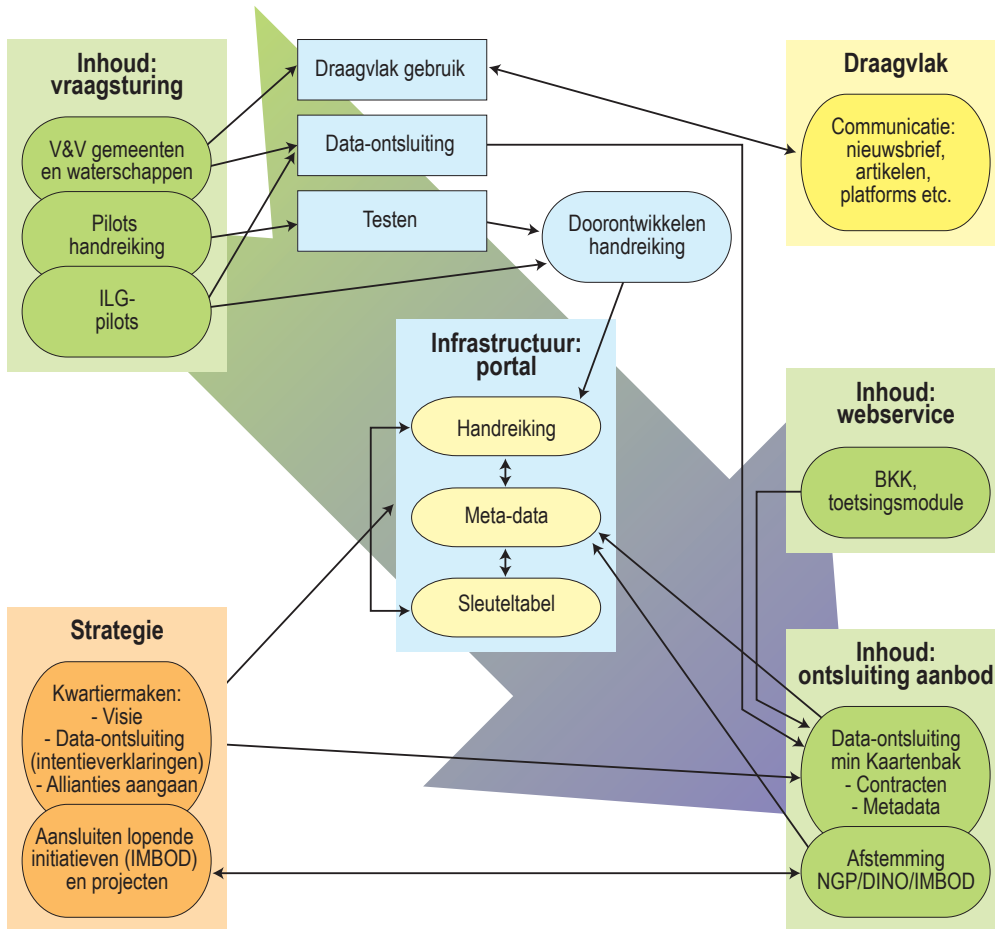 Inhoud:
vraagsturing
V&V gemeenten
en waterschappen
Pilots
handreiking
ILG-
pilots
Draagvlak gebruik
Data-ontsluiting
Testen
Doorontwikkelen
handreiking
Draagvlak
Communicatie:
nieuwsbrief,
artikelen,
platforms etc.
Infrastructuur:
portal
Handreiking
Meta-data
Sleuteltabel
Inhoud:
webservice
BKK,
toetsingsmodule
Strategie
Kwartiermaken:
- Visie
- Data-ontsluiting
(intentieverklaringen)
- Allianties aangaan
Aansluiten lopende
initiatieven (IMBOD)
en projecten
Inhoud:
ontsluiting aanbod
Data-ontsluiting
min Kaartenbak
- Contracten
- Metadata
Afstemming
NGP/DINO/IMBOD